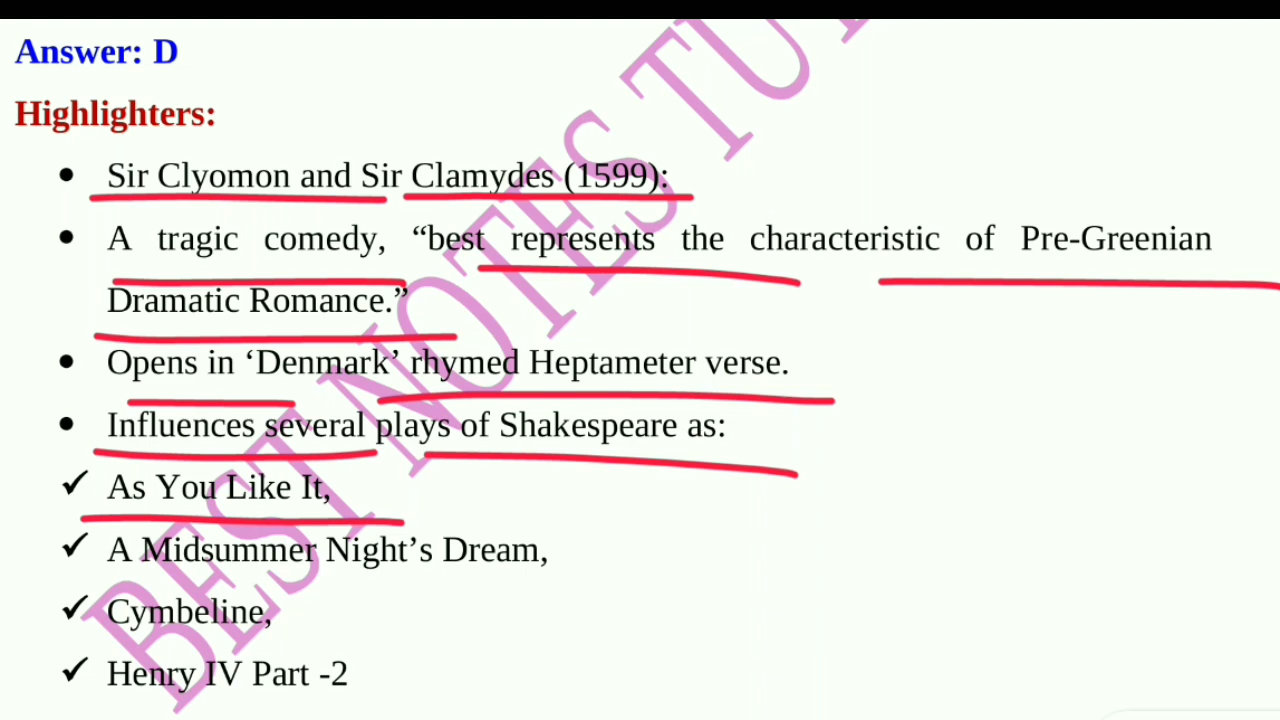 Answer: D
Highlighters:
• Sir Clyomon and Sir Clamydes (1599):
• A tragic comedy, “best represents the characteristic of Pre-Greenian
Dramatic Romance.”
• Opens in ‘Denmark’ rhymed Heptameter verse.
• Influences several plays of Shakespeare as:
✓ As You Like It,
✓ A Midsummer Night’s Dream,
✓ Cymbeline,
✓ Henry IV Part -2
BEST NOTES TU